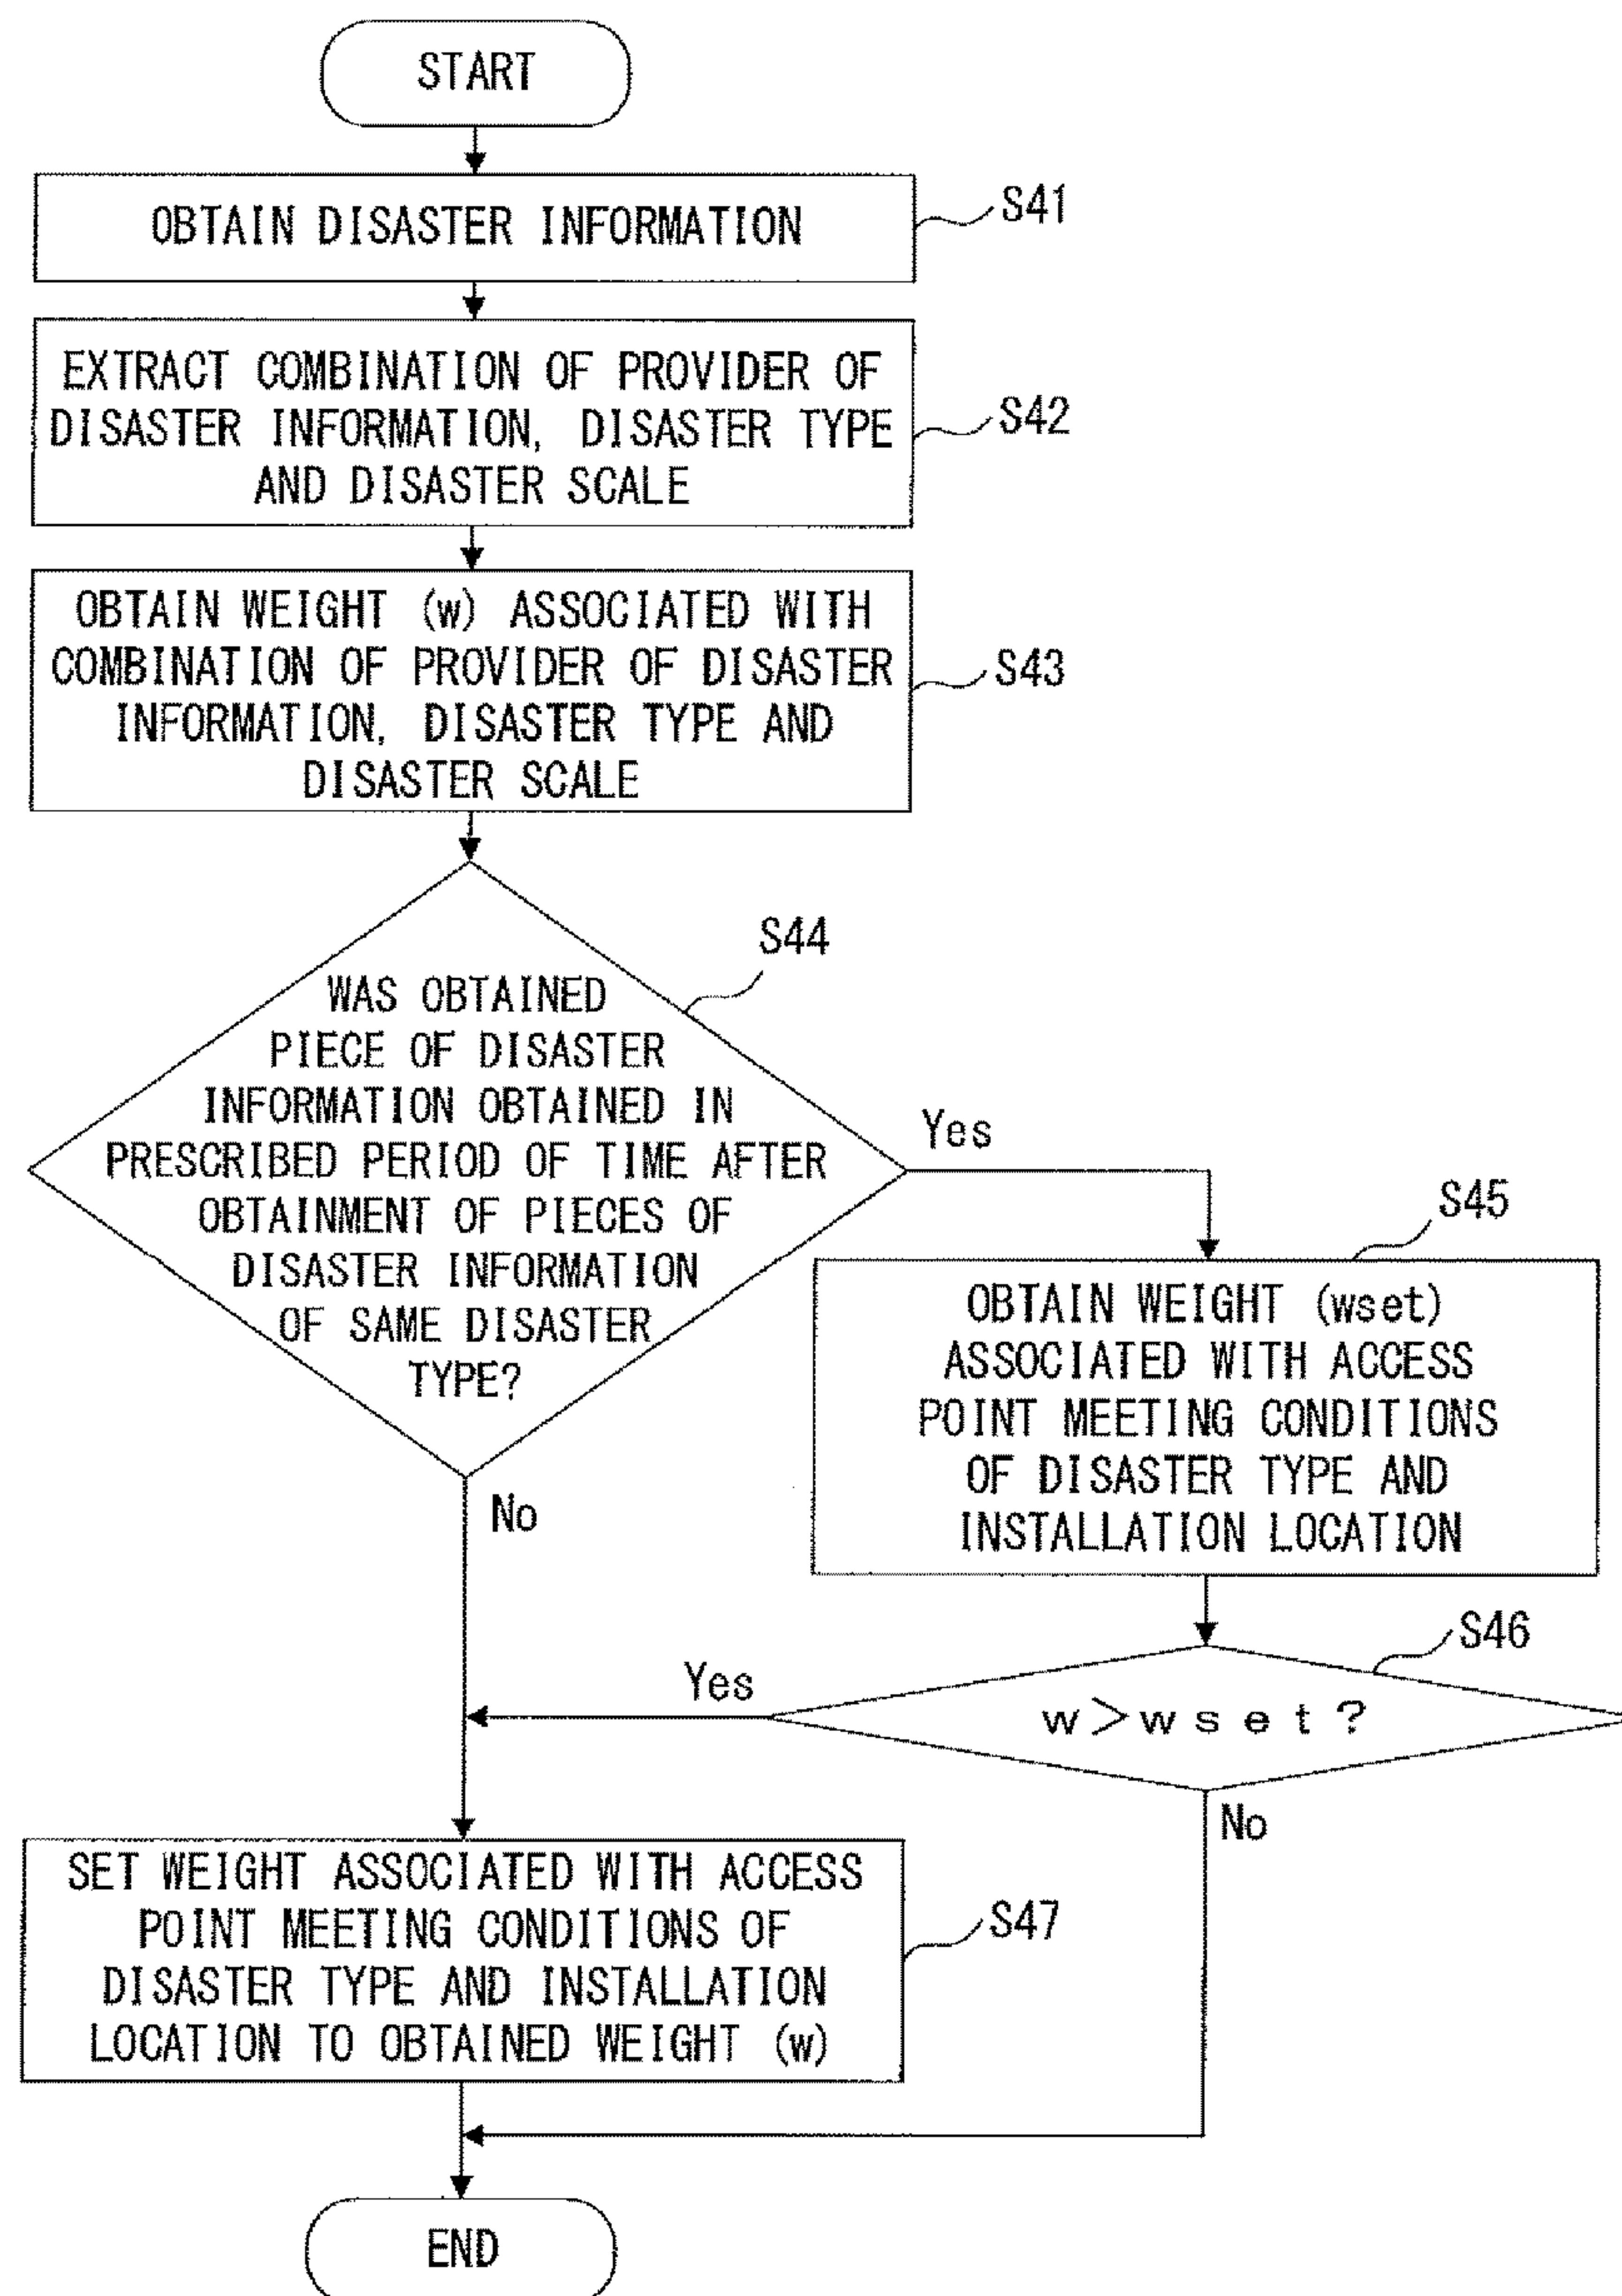 START
OBTAIN DISASTER INFORMATION
S41
EXTRACT COMBINATION OF PROVIDER OF
DISASTER INFORMATION, DISASTER TYPE
AND DISASTER SCALE
S42
OBTAIN WEIGHT (w) ASSOCIATED WITH
COMBINATION OF PROVIDER OF DISASTER
INFORMATION, DISASTER TYPE AND
DISASTER SCALE
S43
S44
WAS OBTAINED
PIECE OF DISASTER
INFORMATION OBTAINED IN
PRESCRIBED PERIOD OF TIME AFTER
OBTAINMENT OF PIECES OF
DISASTER INFORMATION
OF SAME DISASTER
TYPE?
Yes
No
S45
OBTAIN WEIGHT (wset)
ASSOCIATED WITH ACCESS
POINT MEETING CONDITIONS
OF DISASTER TYPE AND
INSTALLATION LOCATION
S46
w>wset?
Yes
No
SET WEIGHT ASSOCIATED WITH ACCESS
POINT MEETING CONDITIONS OF
DISASTER TYPE AND INSTALLATION
LOCATION TO OBTAINED WEIGHT (w)
S47
END